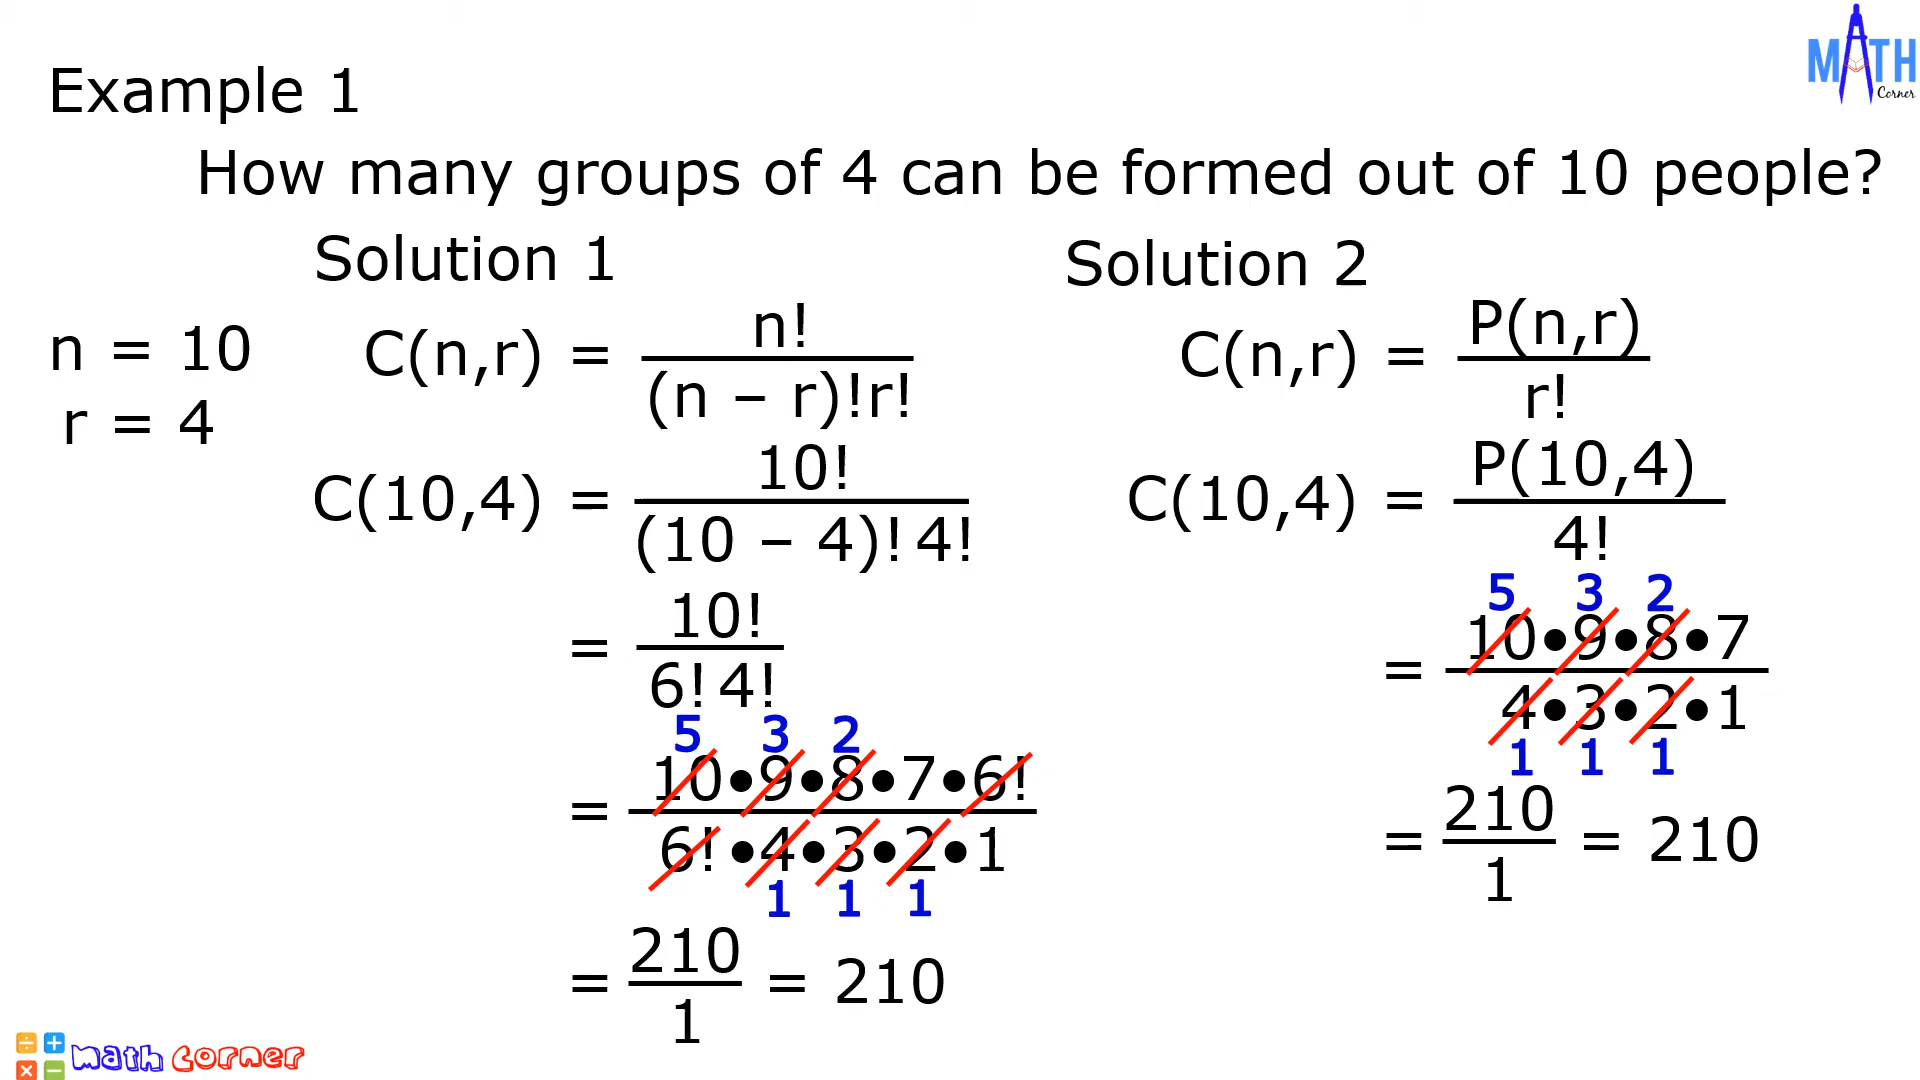 MATH
Corner
Example 1
How many groups of 4 can be formed out of 10 people?
n = 10
r = 4
Solution 1
C(n,r) = n! / (n – r)!r!
C(10,4) = 10! / (10 – 4)! 4!
= 10! / 6! 4!
5 3 2
= 10•9•8•7•6! / 6!•4•3•2•1
1 1 1
= 210 / 1 = 210
Solution 2
C(n,r) = P(n,r) / r!
C(10,4) = P(10,4) / 4!
5 3 2
= 10•9•8•7 / 4•3•2•1
1 1 1
= 210 / 1 = 210
÷ +
× −
math corner